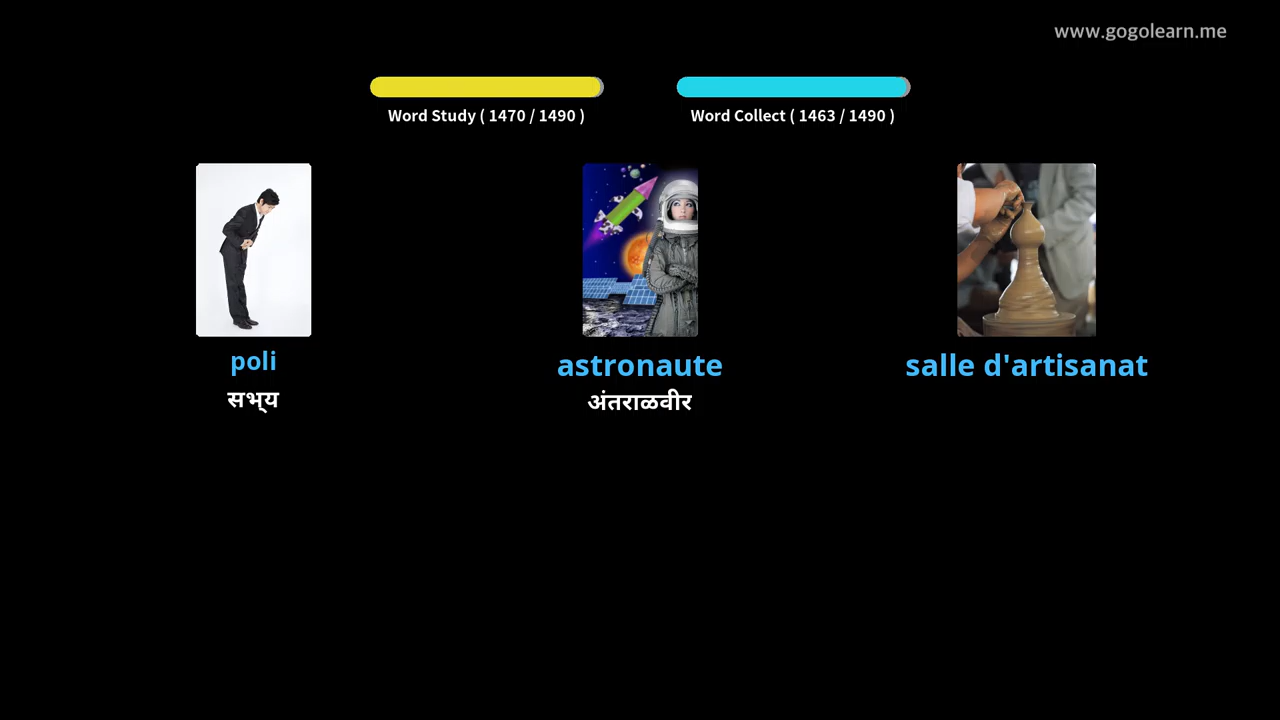 www.gogolearn.me
Word Study ( 1470 / 1490 )
Word Collect ( 1463 / 1490 )
poli
सभ्य
astronaute
अंतराळवीर
salle d'artisanat